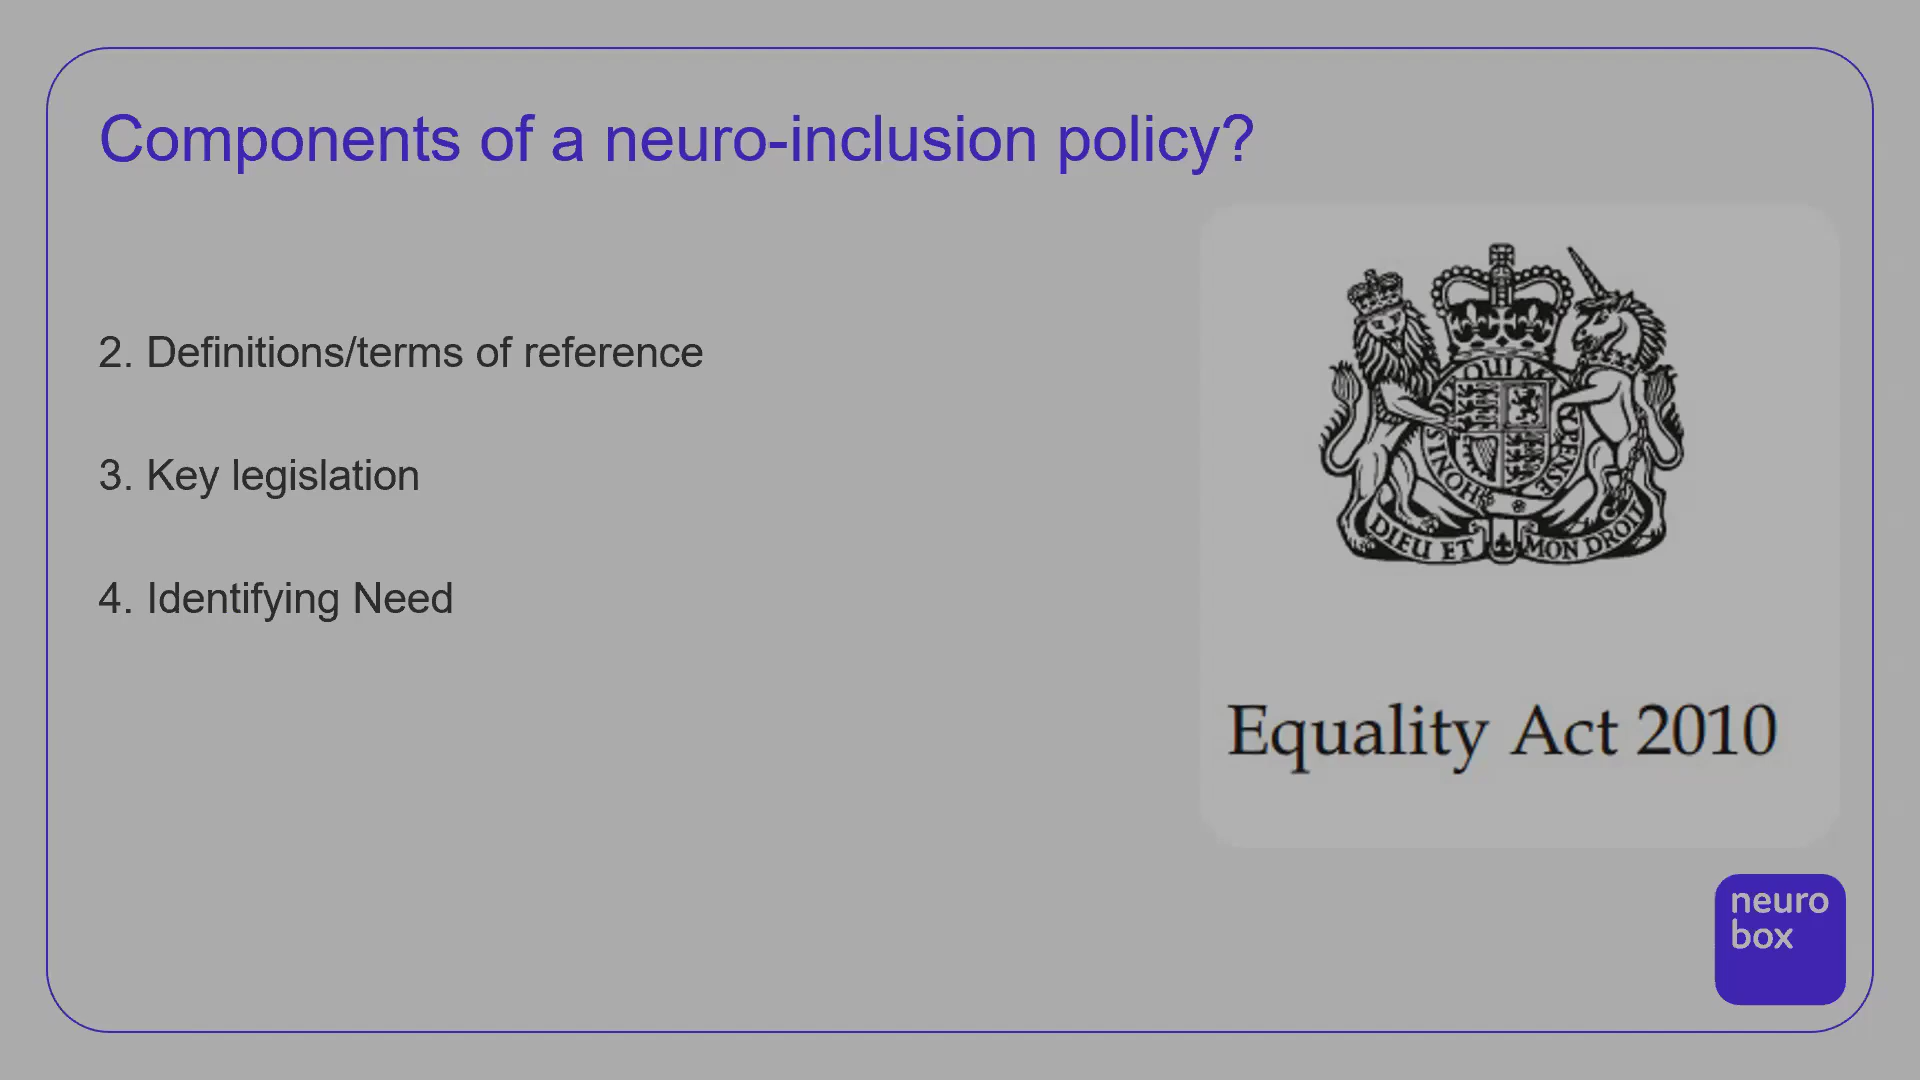 Components of a neuro-inclusion policy?
2. Definitions/terms of reference
3. Key legislation
4. Identifying Need
DIEU ET MON DROIT
Equality Act 2010
neuro
box